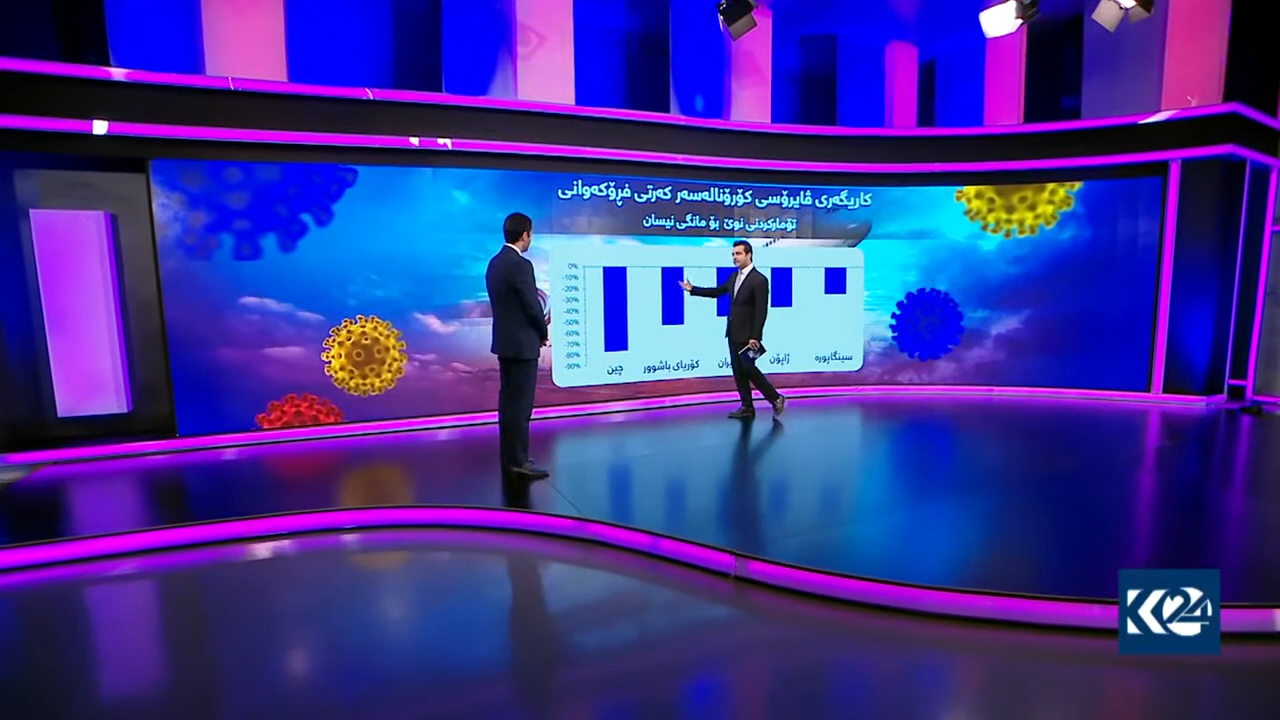 کاریگەری ڤایرۆسی کۆرۆنالەسەر کەرتی فڕۆکەوانی
تۆمارکردنی نوێ بۆ مانگی نیسان
0%
-10%
-20%
-30%
-40%
-50%
-60%
-70%
-80%
-90%
چین
کۆریای باشوور
ژاپۆن
سینگاپورە
K24